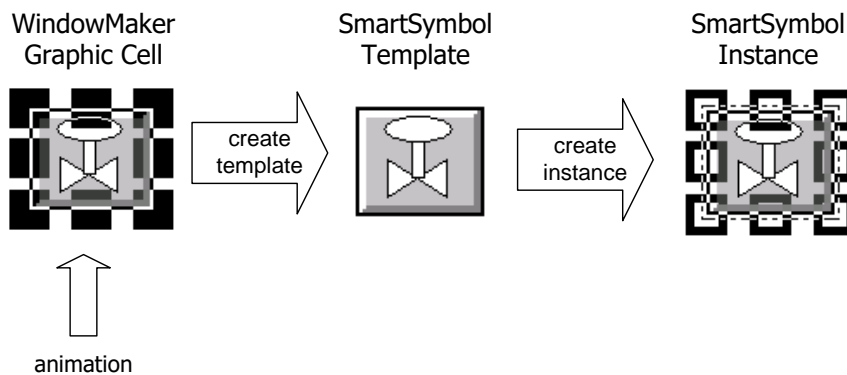 WindowMaker
Graphic Cell
SmartSymbol
Template
SmartSymbol
Instance
create
template
create
instance
animation